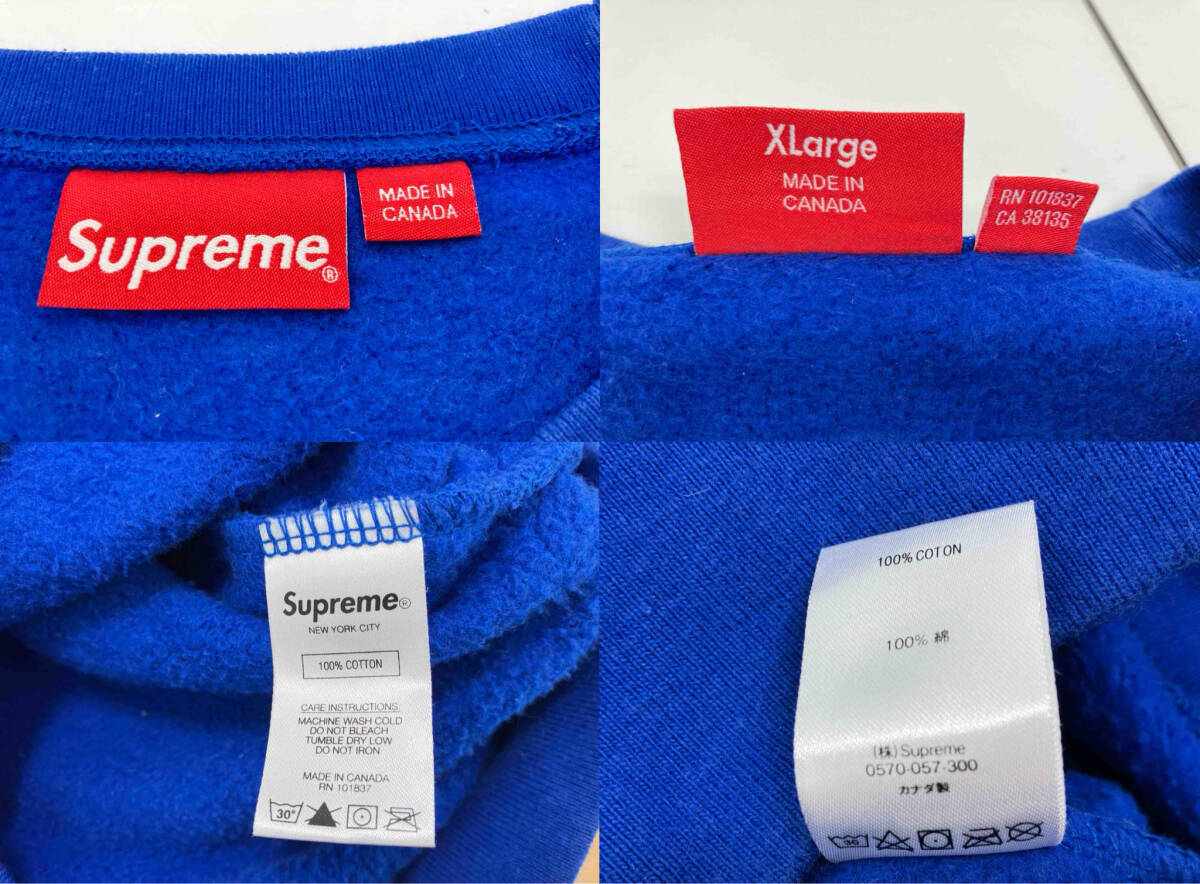 Supreme®
MADE IN
CANADA
XLarge
MADE IN
CANADA
RN 101837
CA 38135
Supreme®
NEW YORK CITY
100% COTTON
CARE INSTRUCTIONS:
MACHINE WASH COLD
DO NOT BLEACH
TUMBLE DRY LOW
DO NOT IRON
MADE IN CANADA
RN 101837
30°
100% COTON
100% 綿
(株) Supreme
0570-057-300
カナダ製
30